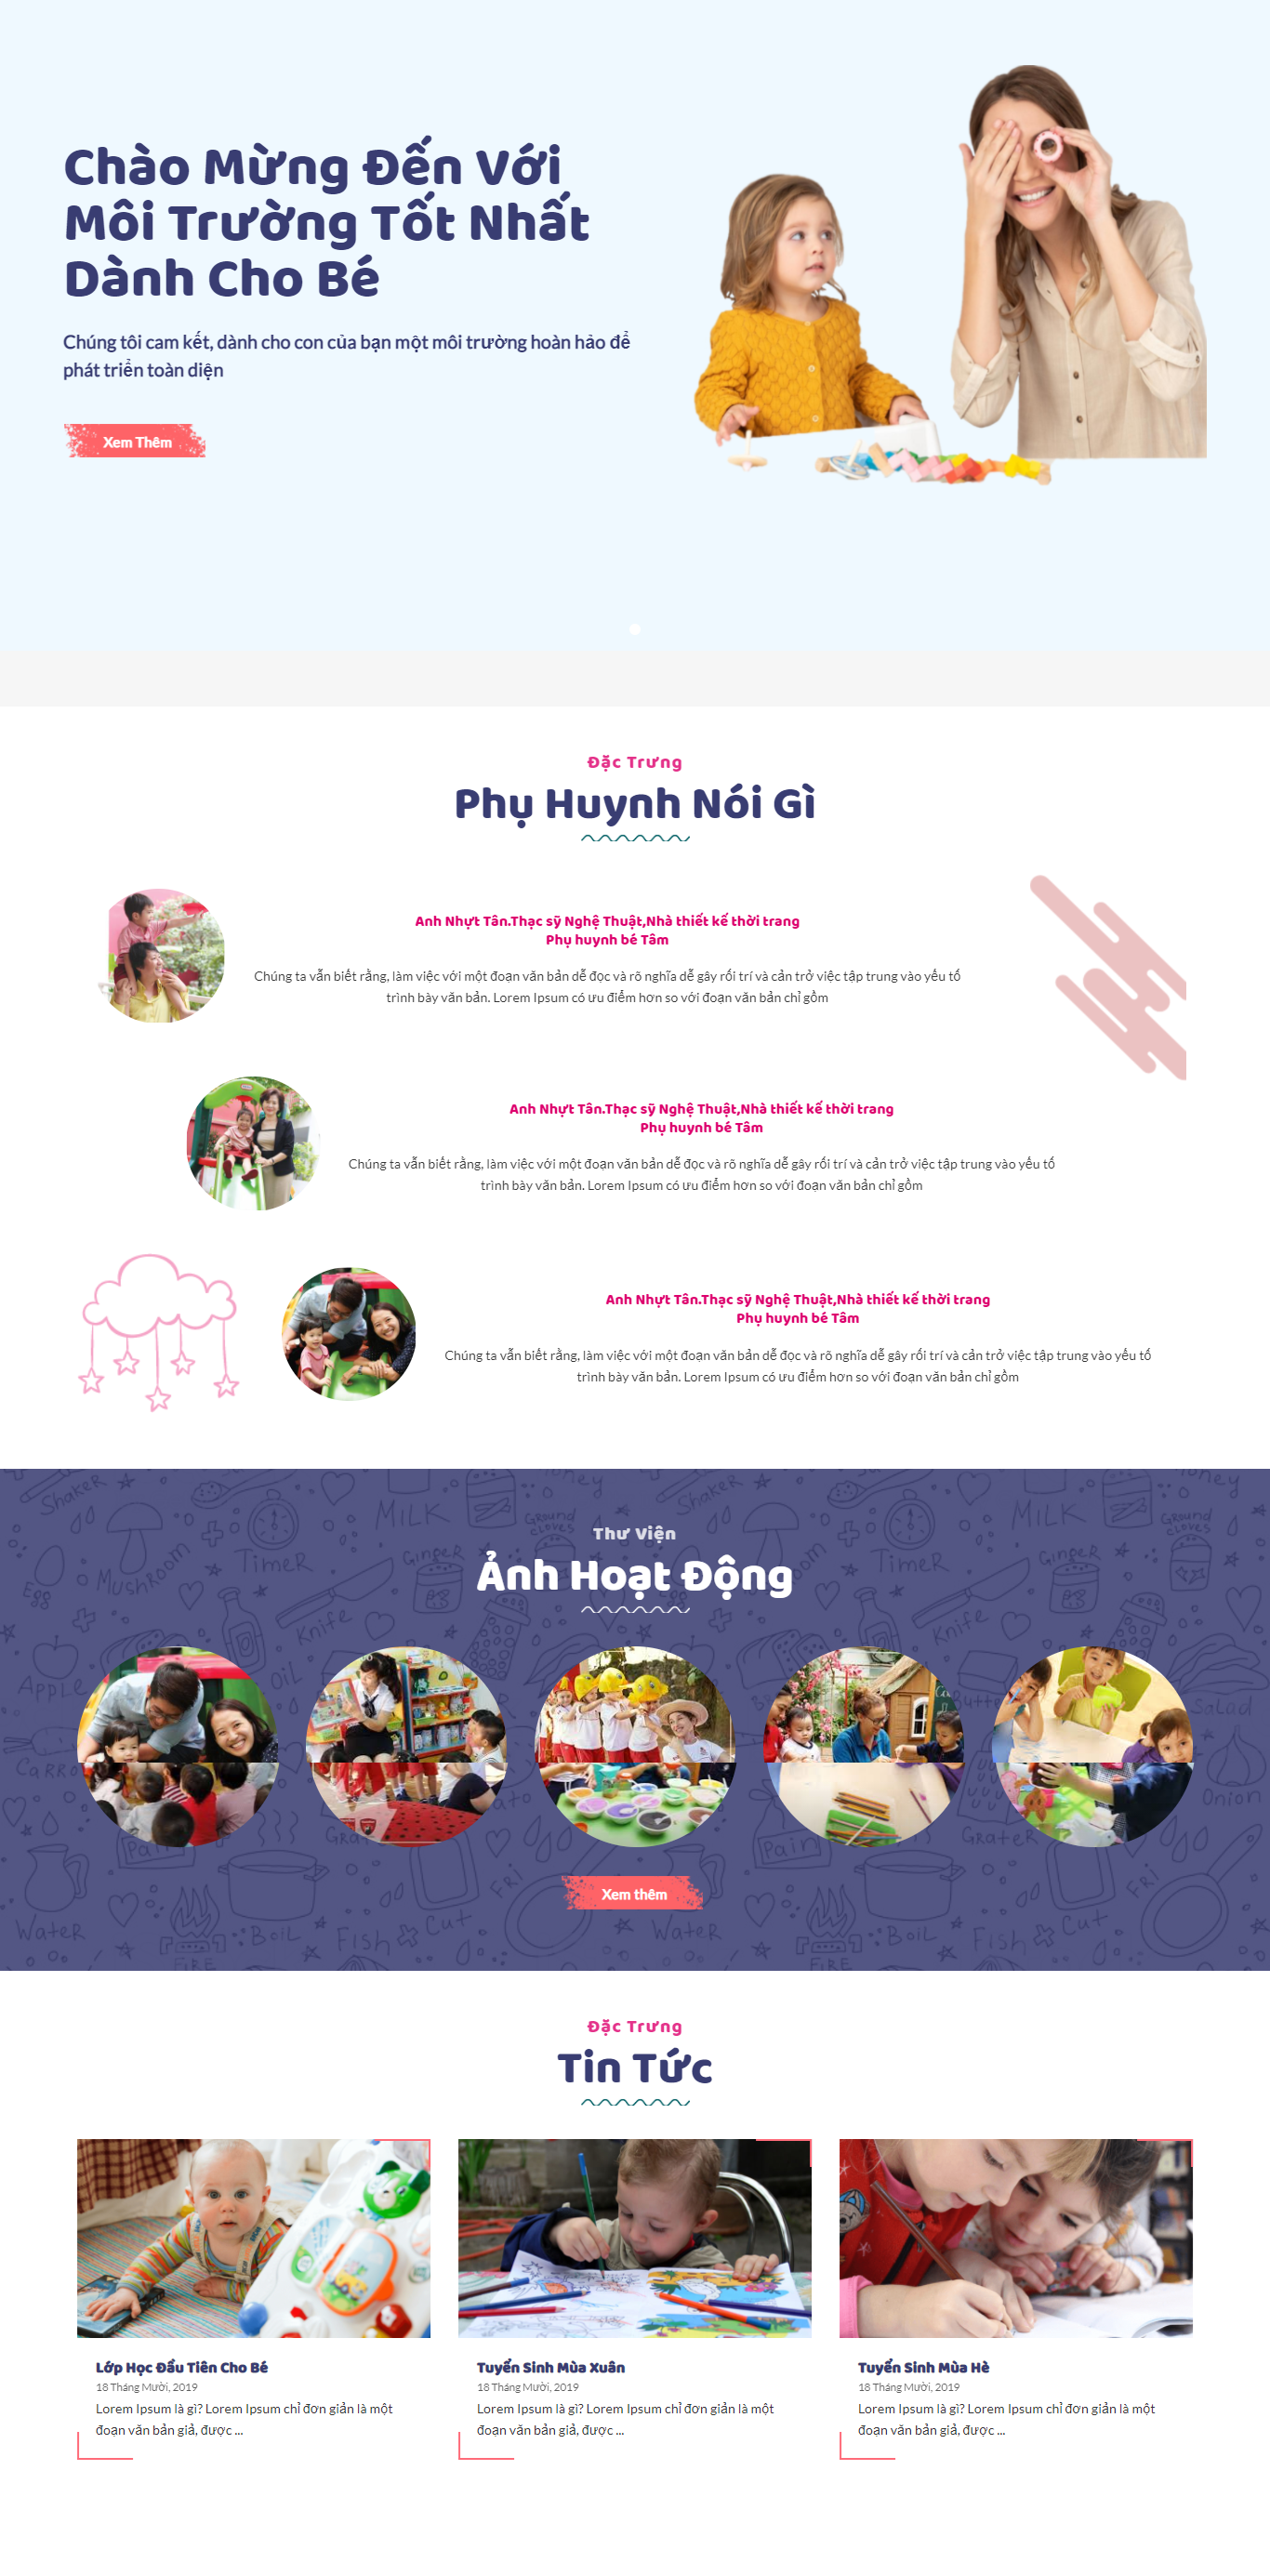 Chào Mừng Đến Với
Môi Trường Tốt Nhất
Dành Cho Bé
Chúng tôi cam kết, dành cho con của bạn một môi trường hoàn hảo để
phát triển toàn diện
Xem Thêm
Đặc Trưng
Phụ Huynh Nói Gì
Anh Nhựt Tân.Thạc sỹ Nghệ Thuật,Nhà thiết kế thời trang
Phụ huynh bé Tâm
Chúng ta vẫn biết rằng, làm việc với một đoạn văn bản dễ đọc và rõ nghĩa dễ gây rối trí và cản trở việc tập trung vào yếu tố
trình bày văn bản. Lorem Ipsum có ưu điểm hơn so với đoạn văn bản chỉ gồm
Anh Nhựt Tân.Thạc sỹ Nghệ Thuật,Nhà thiết kế thời trang
Phụ huynh bé Tâm
Chúng ta vẫn biết rằng, làm việc với một đoạn văn bản dễ đọc và rõ nghĩa dễ gây rối trí và cản trở việc tập trung vào yếu tố
trình bày văn bản. Lorem Ipsum có ưu điểm hơn so với đoạn văn bản chỉ gồm
Anh Nhựt Tân.Thạc sỹ Nghệ Thuật,Nhà thiết kế thời trang
Phụ huynh bé Tâm
Chúng ta vẫn biết rằng, làm việc với một đoạn văn bản dễ đọc và rõ nghĩa dễ gây rối trí và cản trở việc tập trung vào yếu tố
trình bày văn bản. Lorem Ipsum có ưu điểm hơn so với đoạn văn bản chỉ gồm
Thư Viện
Ảnh Hoạt Động
Xem thêm
Đặc Trưng
Tin Tức
Lớp Học Đầu Tiên Cho Bé
18 Tháng Mười, 2019
Lorem Ipsum là gì? Lorem Ipsum chỉ đơn giản là một
đoạn văn bản giả, được ...
Tuyển Sinh Mùa Xuân
18 Tháng Mười, 2019
Lorem Ipsum là gì? Lorem Ipsum chỉ đơn giản là một
đoạn văn bản giả, được ...
Tuyển Sinh Mùa Hè
18 Tháng Mười, 2019
Lorem Ipsum là gì? Lorem Ipsum chỉ đơn giản là một
đoạn văn bản giả, được ...